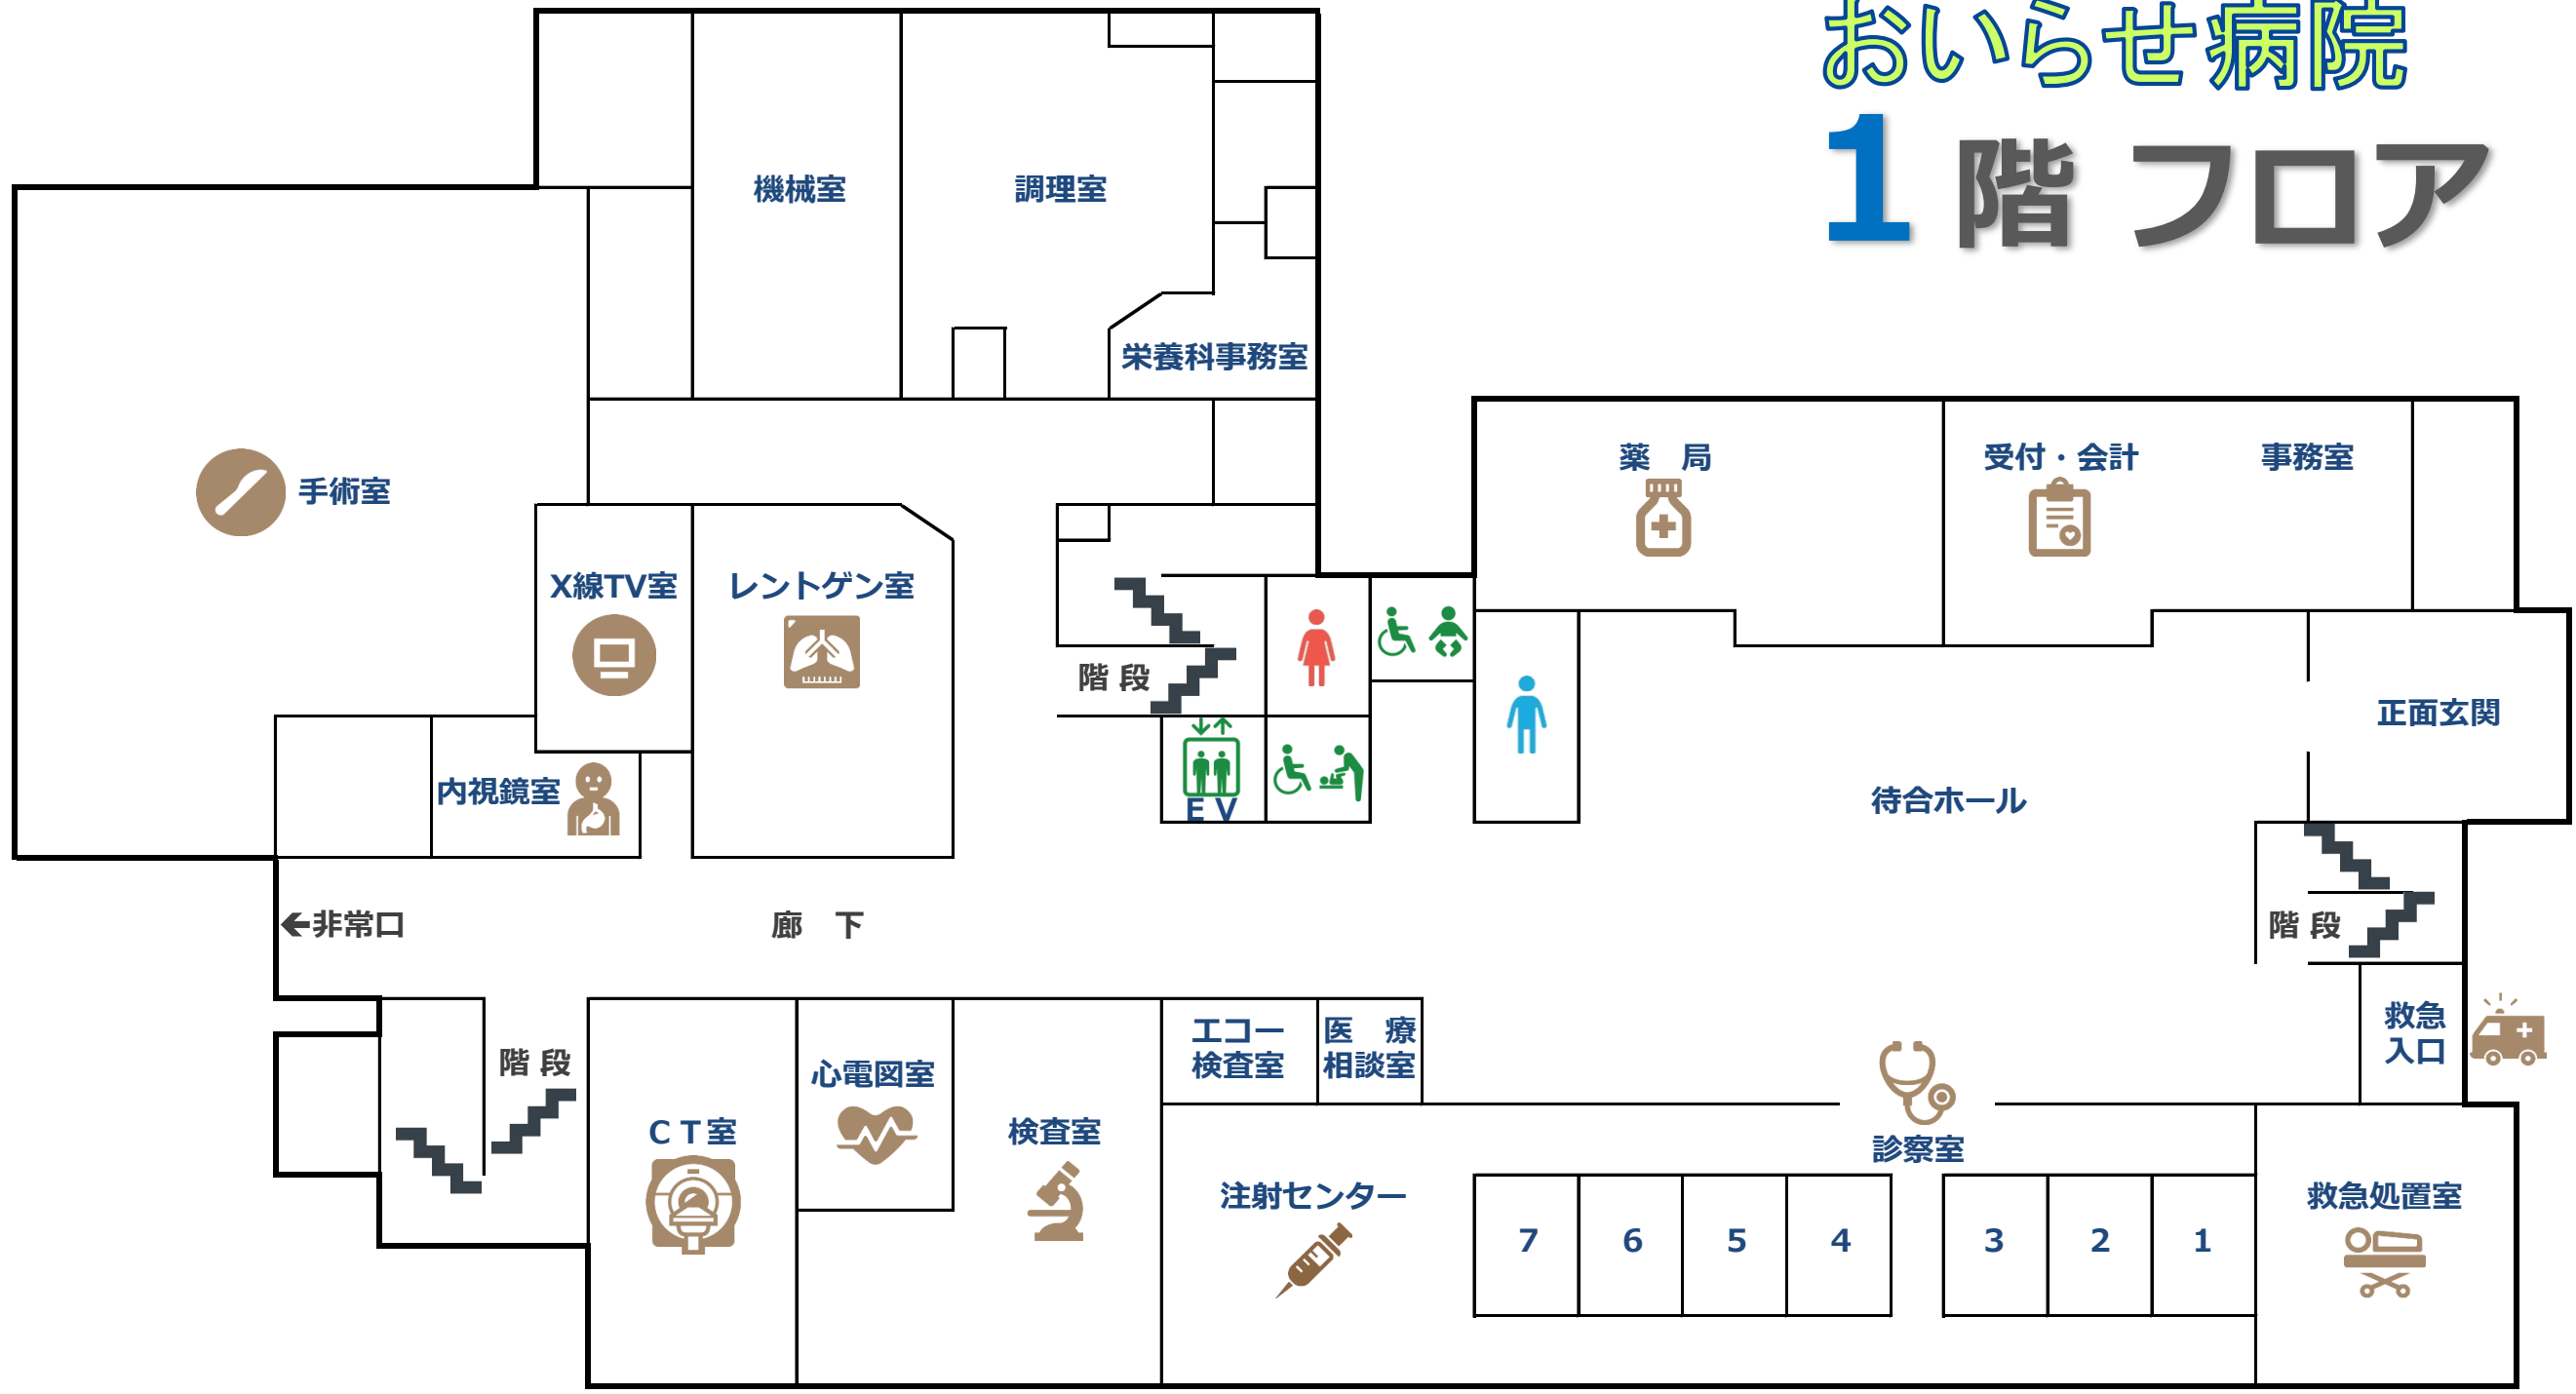 おいらせ病院
1 階 フロア
機械室
調理室
栄養科事務室
薬　局
受付・会計
事務室
手術室
X線TV室
レントゲン室
階 段
正面玄関
内視鏡室
ＥＶ
待合ホール
←非常口
廊　下
階 段
救急
入口
階 段
エコー
検査室
医　療
相談室
心電図室
ＣＴ室
検査室
診察室
注射センター
救急処置室
7
6
5
4
3
2
1